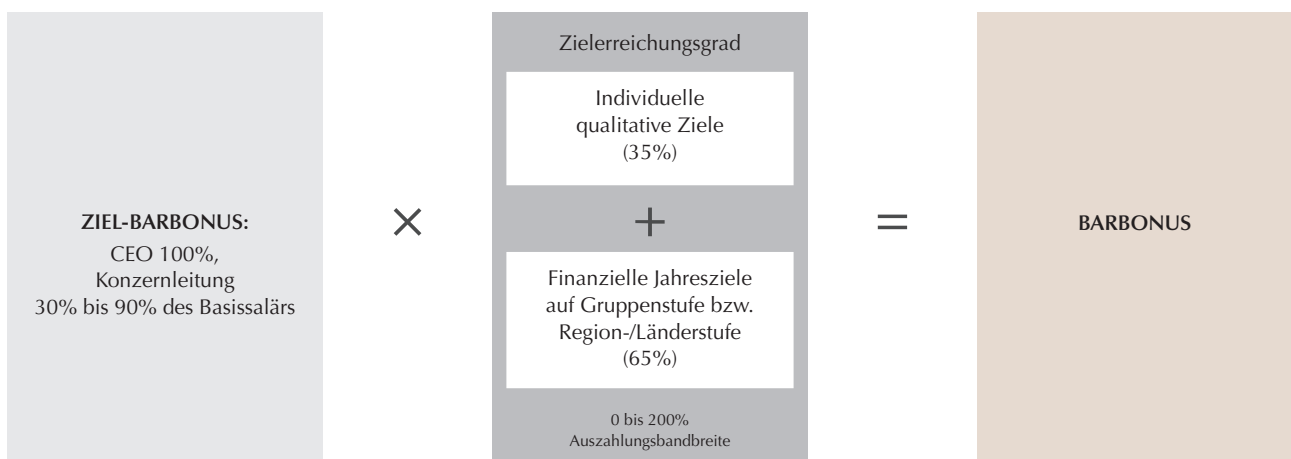 ZIEL-BARBONUS:
CEO 100%,
Konzernleitung
30% bis 90% des Basissalärs
×
Zielerreichungsgrad
Individuelle
qualitative Ziele
(35%)
+
Finanzielle Jahresziele
auf Gruppenstufe bzw.
Region-/Länderstufe
(65%)
0 bis 200%
Auszahlungsbandbreite
=
BARBONUS